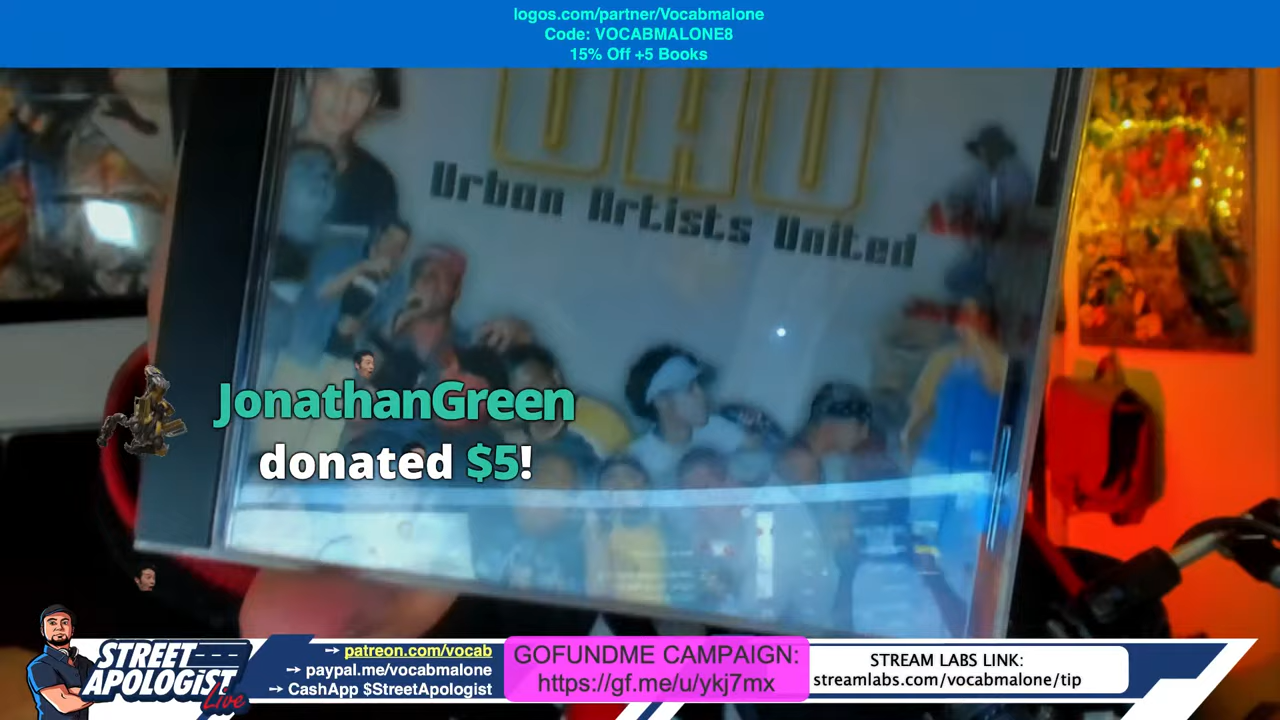 logos.com/partner/Vocabmalone
Code: VOCABMALONE8
15% Off +5 Books
UAU
Urban Artists United
JonathanGreen
donated $5!
STREET
APOLOGIST
Live
→ patreon.com/vocab
→ paypal.me/vocabmalone
→ CashApp $StreetApologist
GOFUNDME CAMPAIGN:
https://gf.me/u/ykj7mx
STREAM LABS LINK:
streamlabs.com/vocabmalone/tip